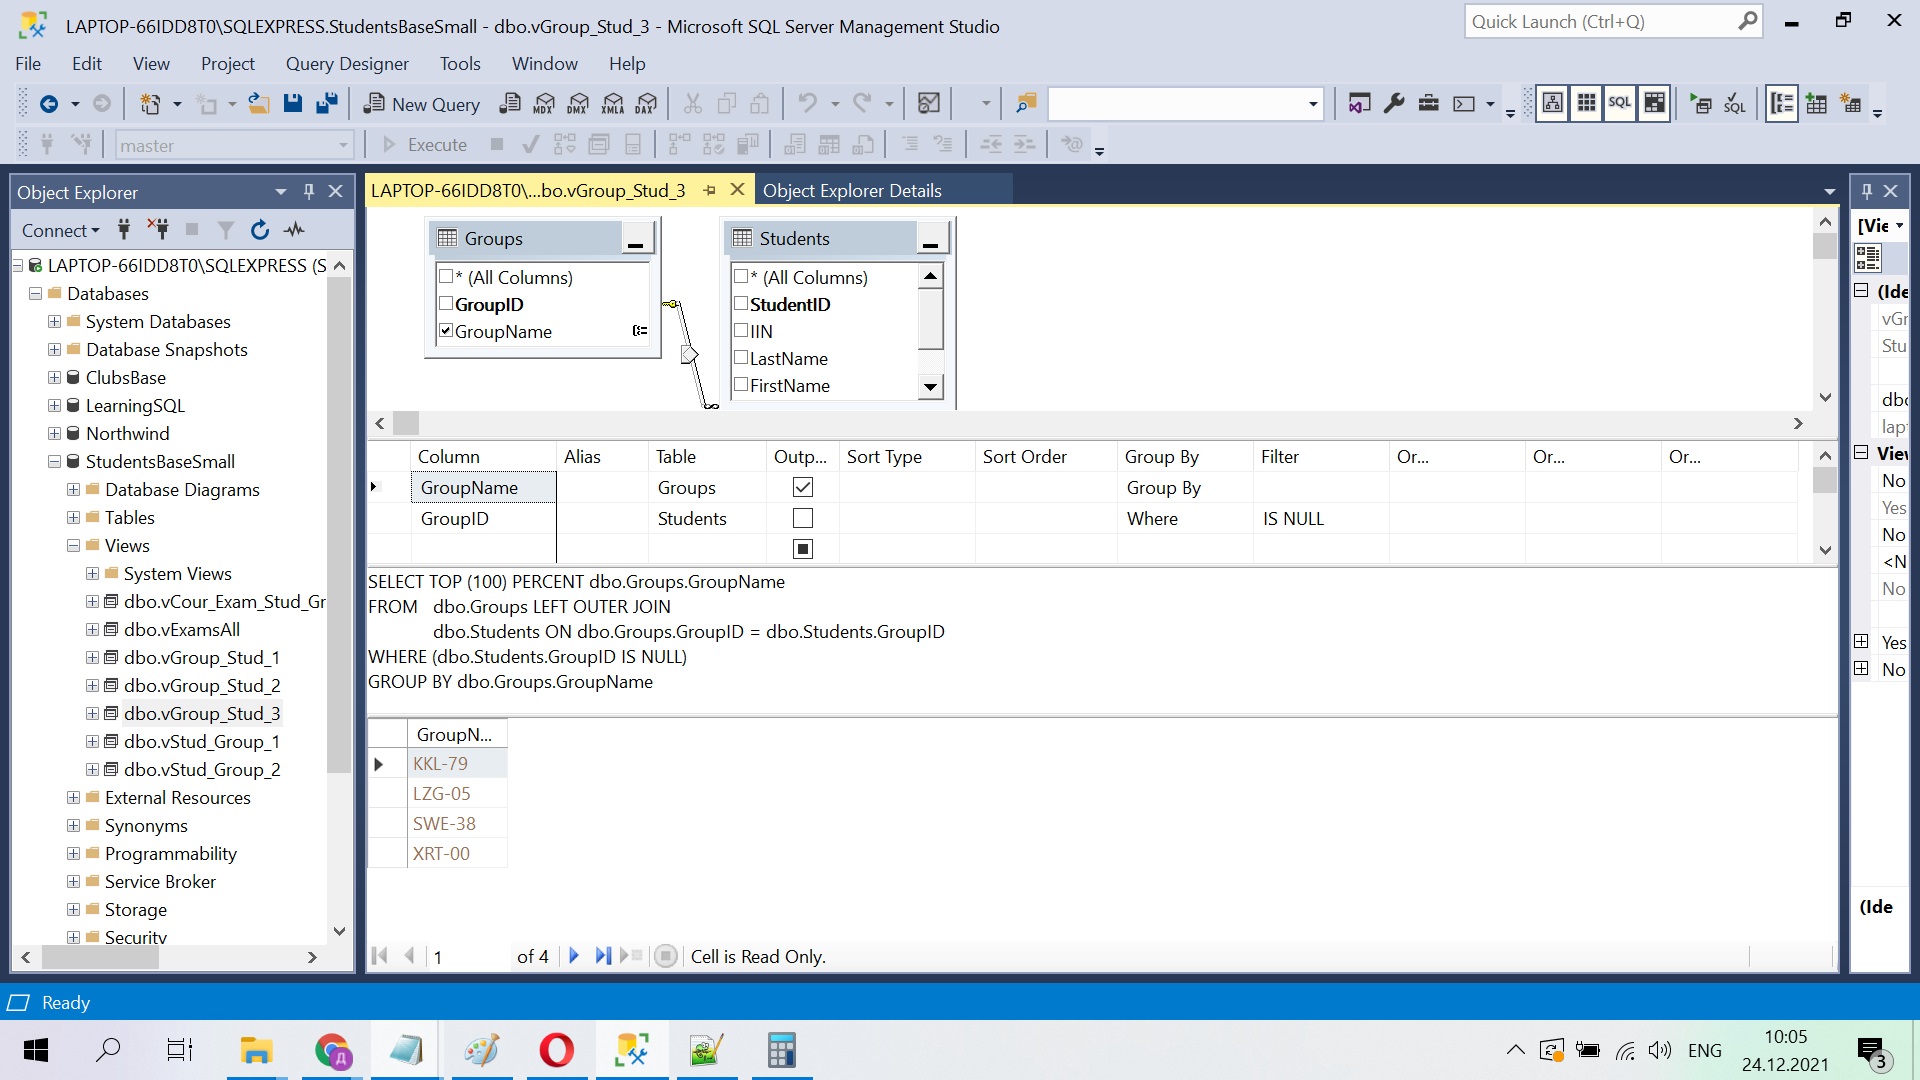 LAPTOP-66IDD8T0\SQLEXPRESS.StudentsBaseSmall - dbo.vGroup_Stud_3 - Microsoft SQL Server Management Studio
Quick Launch (Ctrl+Q)
File Edit View Project Query Designer Tools Window Help
New Query MDX DMX XMLA DAX SQL SQL
master Execute
Object Explorer
Connect
LAPTOP-66IDD8T0\SQLEXPRESS (S
Databases
System Databases
Database Snapshots
ClubsBase
LearningSQL
Northwind
StudentsBaseSmall
Database Diagrams
Tables
Views
System Views
dbo.vCour_Exam_Stud_Gr
dbo.vExamsAll
dbo.vGroup_Stud_1
dbo.vGroup_Stud_2
dbo.vGroup_Stud_3
dbo.vStud_Group_1
dbo.vStud_Group_2
External Resources
Synonyms
Programmability
Service Broker
Storage
Security
LAPTOP-66IDD8T0\...bo.vGroup_Stud_3
Object Explorer Details
Groups
* (All Columns)
GroupID
GroupName
Students
* (All Columns)
StudentID
IIN
LastName
FirstName
Column Alias Table Outp... Sort Type Sort Order Group By Filter Or... Or... Or...
GroupName Groups Group By
GroupID Students Where IS NULL
SELECT TOP (100) PERCENT dbo.Groups.GroupName
FROM dbo.Groups LEFT OUTER JOIN
dbo.Students ON dbo.Groups.GroupID = dbo.Students.GroupID
WHERE (dbo.Students.GroupID IS NULL)
GROUP BY dbo.Groups.GroupName
GroupN...
KKL-79
LZG-05
SWE-38
XRT-00
1 of 4 Cell is Read Only.
[Vie
(Ide
vGr
Stu
dbo
lap
View
No
Yes
No
<N
No
Yes
No
(Ide
Ready
Д
ENG
10:05
24.12.2021
3